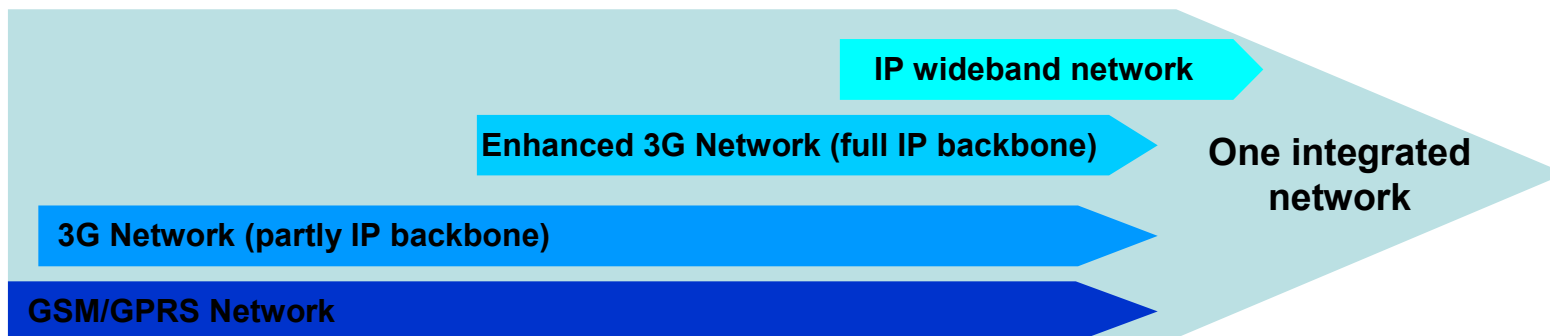 IP wideband network
Enhanced 3G Network (full IP backbone)
One integrated
network
3G Network (partly IP backbone)
GSM/GPRS Network